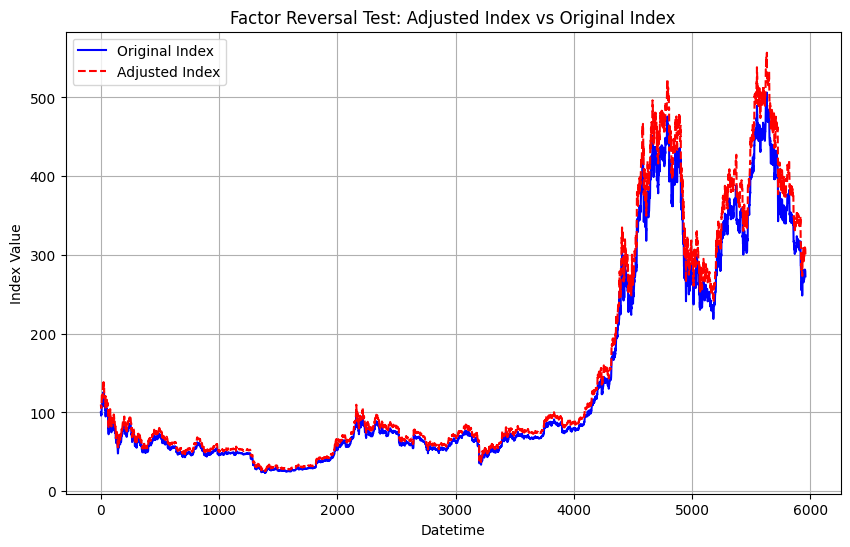 Factor Reversal Test: Adjusted Index vs Original Index
Original Index
Adjusted Index
Index Value
500
400
300
200
100
0
0 1000 2000 3000 4000 5000 6000
Datetime